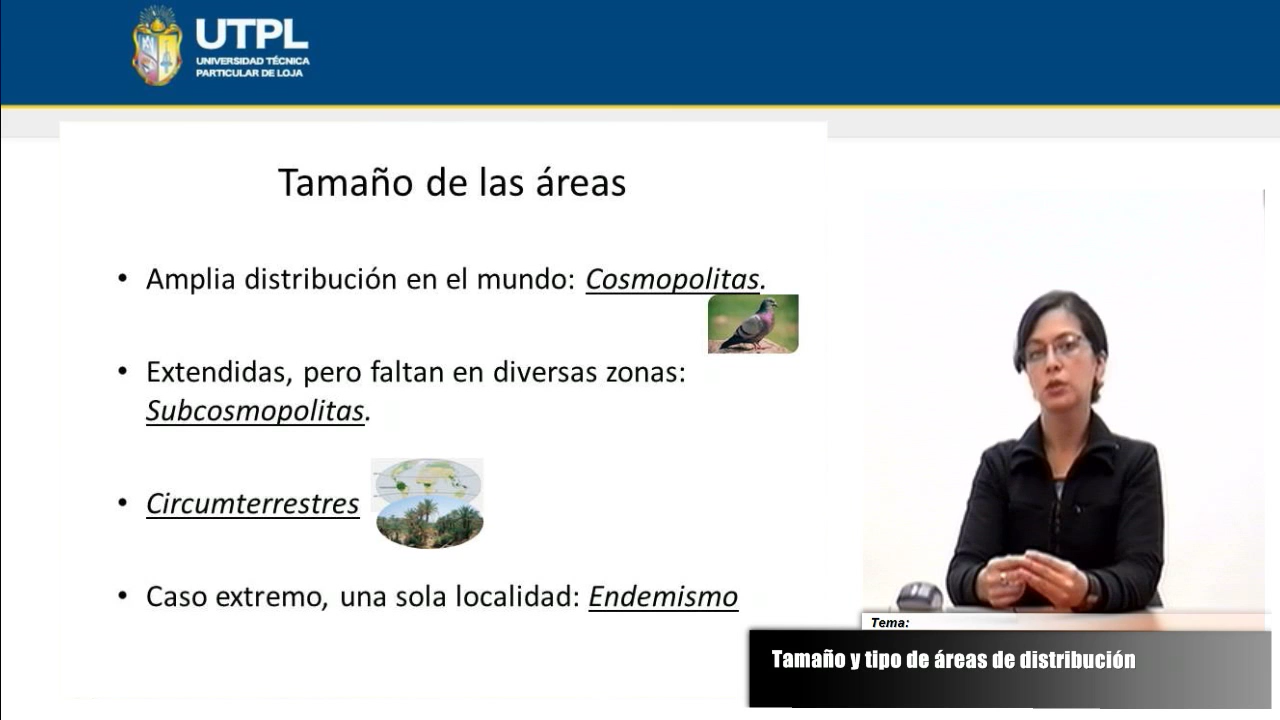 UTPL
UNIVERSIDAD TÉCNICA
PARTICULAR DE LOJA
Tamaño de las áreas
• Amplia distribución en el mundo: Cosmopolitas.
• Extendidas, pero faltan en diversas zonas:
Subcosmopolitas.
• Circumterrestres
• Caso extremo, una sola localidad: Endemismo
Tema:
Tamaño y tipo de áreas de distribución